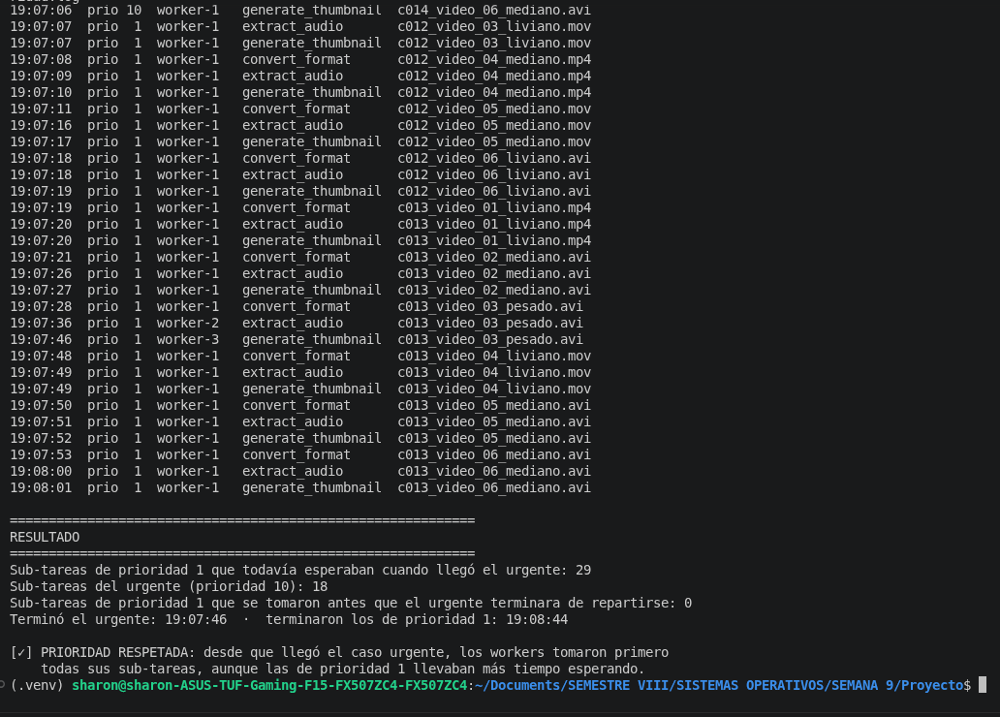 19:07:06  prio 10  worker-1   generate_thumbnail  c014_video_06_mediano.avi
19:07:07  prio  1  worker-1   extract_audio       c012_video_03_liviano.mov
19:07:07  prio  1  worker-1   generate_thumbnail  c012_video_03_liviano.mov
19:07:08  prio  1  worker-1   convert_format      c012_video_04_mediano.mp4
19:07:09  prio  1  worker-1   extract_audio       c012_video_04_mediano.mp4
19:07:10  prio  1  worker-1   generate_thumbnail  c012_video_04_mediano.mp4
19:07:11  prio  1  worker-1   convert_format      c012_video_05_mediano.mov
19:07:16  prio  1  worker-1   extract_audio       c012_video_05_mediano.mov
19:07:17  prio  1  worker-1   generate_thumbnail  c012_video_05_mediano.mov
19:07:18  prio  1  worker-1   convert_format      c012_video_06_liviano.avi
19:07:18  prio  1  worker-1   extract_audio       c012_video_06_liviano.avi
19:07:19  prio  1  worker-1   generate_thumbnail  c012_video_06_liviano.avi
19:07:19  prio  1  worker-1   convert_format      c013_video_01_liviano.mp4
19:07:20  prio  1  worker-1   extract_audio       c013_video_01_liviano.mp4
19:07:20  prio  1  worker-1   generate_thumbnail  c013_video_01_liviano.mp4
19:07:21  prio  1  worker-1   convert_format      c013_video_02_mediano.avi
19:07:26  prio  1  worker-1   extract_audio       c013_video_02_mediano.avi
19:07:27  prio  1  worker-1   generate_thumbnail  c013_video_02_mediano.avi
19:07:28  prio  1  worker-1   convert_format      c013_video_03_pesado.avi
19:07:36  prio  1  worker-2   extract_audio       c013_video_03_pesado.avi
19:07:46  prio  1  worker-3   generate_thumbnail  c013_video_03_pesado.avi
19:07:48  prio  1  worker-1   convert_format      c013_video_04_liviano.mov
19:07:49  prio  1  worker-1   extract_audio       c013_video_04_liviano.mov
19:07:49  prio  1  worker-1   generate_thumbnail  c013_video_04_liviano.mov
19:07:50  prio  1  worker-1   convert_format      c013_video_05_mediano.avi
19:07:51  prio  1  worker-1   extract_audio       c013_video_05_mediano.avi
19:07:52  prio  1  worker-1   generate_thumbnail  c013_video_05_mediano.avi
19:07:53  prio  1  worker-1   convert_format      c013_video_06_mediano.avi
19:08:00  prio  1  worker-1   extract_audio       c013_video_06_mediano.avi
19:08:01  prio  1  worker-1   generate_thumbnail  c013_video_06_mediano.avi
============================================================
RESULTADO
============================================================
Sub-tareas de prioridad 1 que todavía esperaban cuando llegó el urgente: 29
Sub-tareas del urgente (prioridad 10): 18
Sub-tareas de prioridad 1 que se tomaron antes que el urgente terminara de repartirse: 0
Terminó el urgente: 19:07:46  ·  terminaron los de prioridad 1: 19:08:44
[✓] PRIORIDAD RESPETADA: desde que llegó el caso urgente, los workers tomaron primero
todas sus sub-tareas, aunque las de prioridad 1 llevaban más tiempo esperando.
(.venv) sharon@sharon-ASUS-TUF-Gaming-F15-FX507ZC4-FX507ZC4:~/Documents/SEMESTRE VIII/SISTEMAS OPERATIVOS/SEMANA 9/Proyecto$